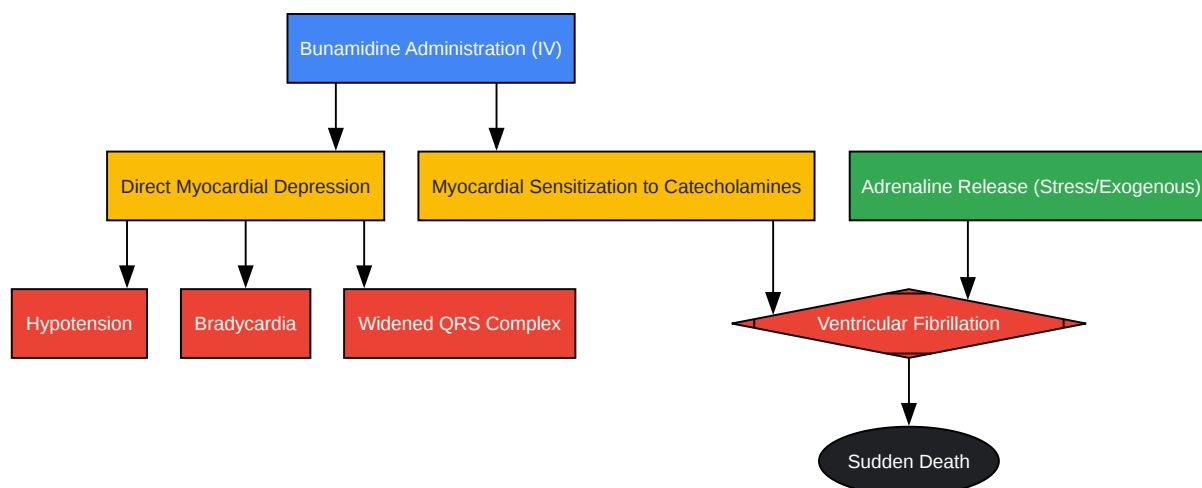 Bunamidine Administration (IV)
Direct Myocardial Depression
Myocardial Sensitization to Catecholamines
Adrenaline Release (Stress/Exogenous)
Hypotension
Bradycardia
Widened QRS Complex
Ventricular Fibrillation
Sudden Death